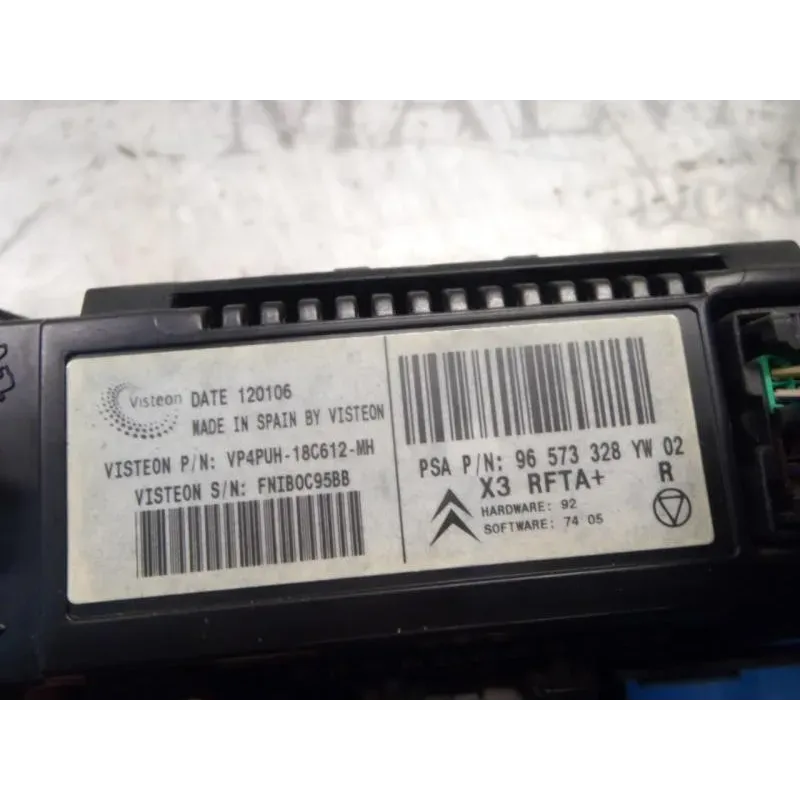 Visteon DATE 120106
MADE IN SPAIN BY VISTEON
VISTEON P/N: VP4PUH-18C612-MH
VISTEON S/N: FNIB0C95BB
PSA P/N: 96 573 328 YW 02
X3 RFTA+ R
HARDWARE: 92
SOFTWARE: 74 05